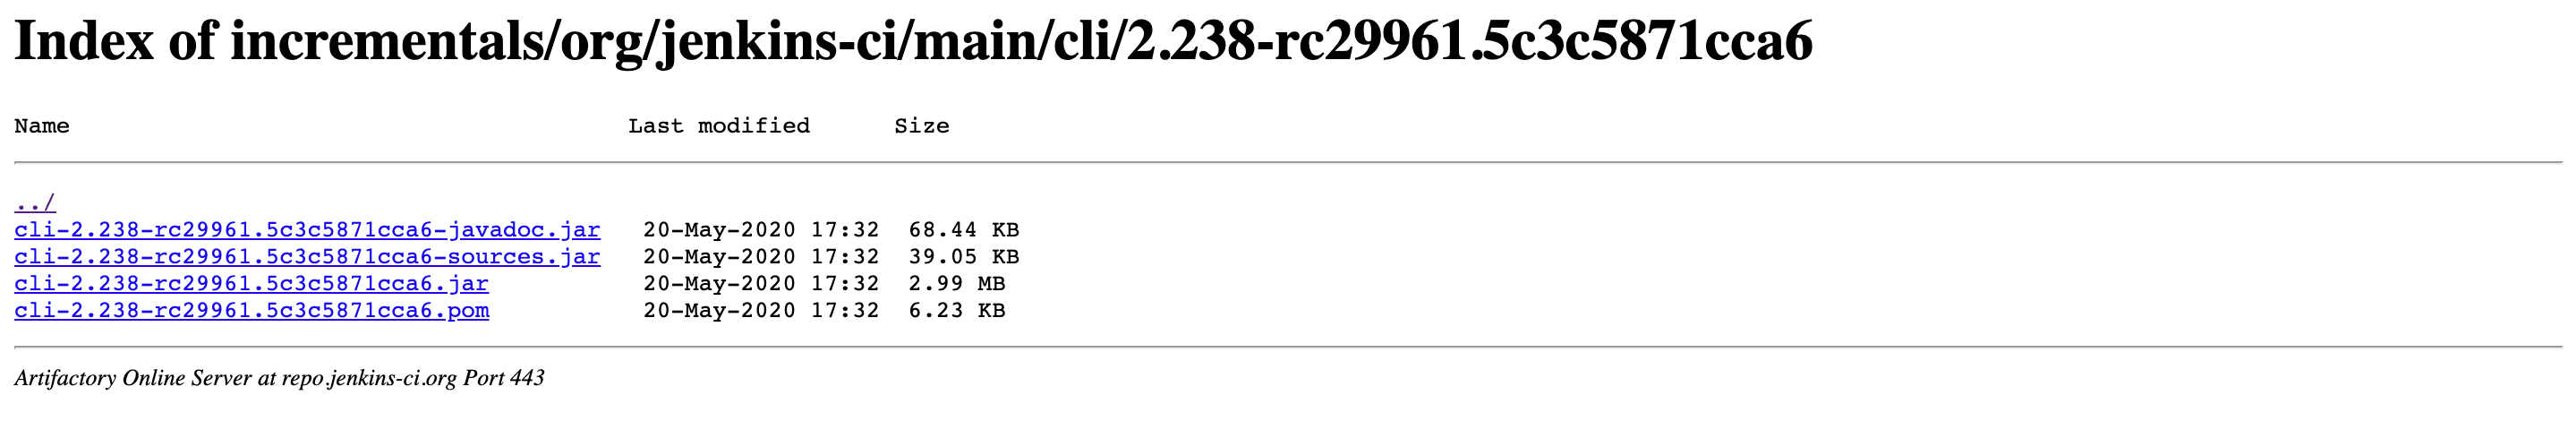 Index of incrementals/org/jenkins-ci/main/cli/2.238-rc29961.5c3c5871cca6
Name Last modified Size
../
cli-2.238-rc29961.5c3c5871cca6-javadoc.jar 20-May-2020 17:32 68.44 KB
cli-2.238-rc29961.5c3c5871cca6-sources.jar 20-May-2020 17:32 39.05 KB
cli-2.238-rc29961.5c3c5871cca6.jar 20-May-2020 17:32 2.99 MB
cli-2.238-rc29961.5c3c5871cca6.pom 20-May-2020 17:32 6.23 KB
Artifactory Online Server at repo.jenkins-ci.org Port 443